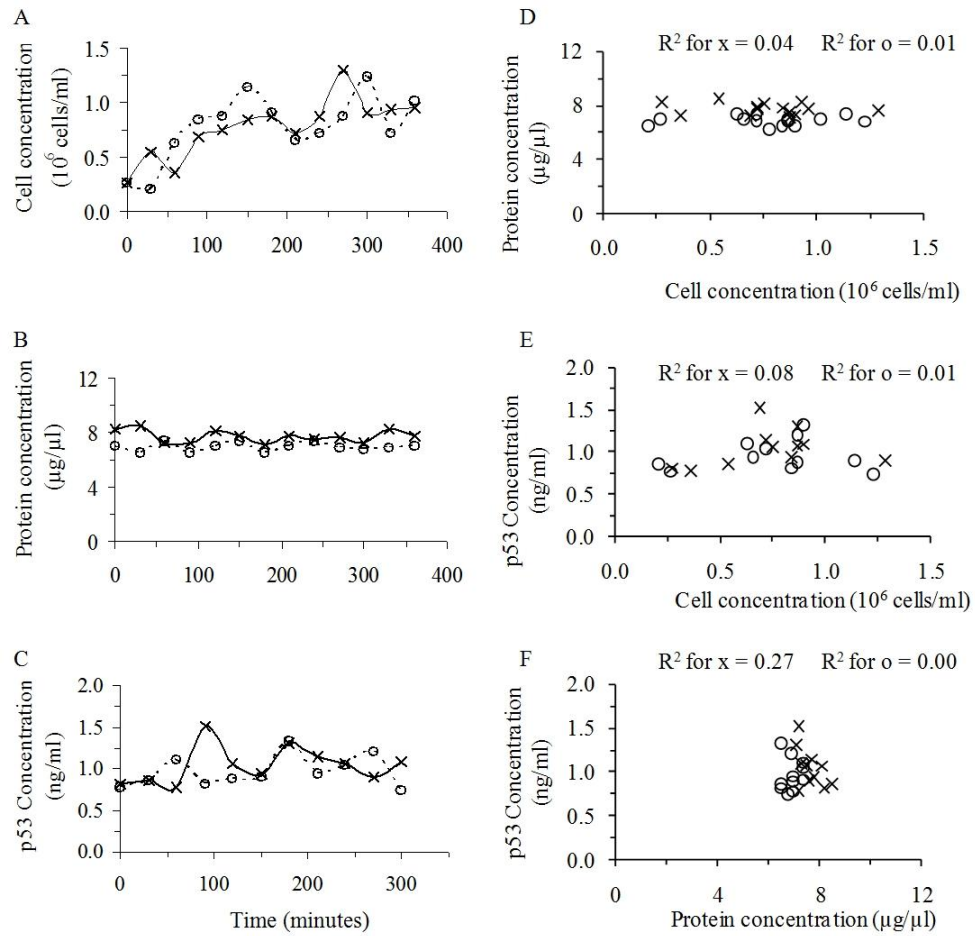 A
Cell concentration
(10⁶ cells/ml)
1.5
1.0
0.5
0.0
0 100 200 300 400
B
Protein concentration
(µg/µl)
12
8
4
0
0 100 200 300 400
C
p53 Concentration
(ng/ml)
2.0
1.5
1.0
0.5
0.0
0 100 200 300
Time (minutes)
D
R² for x = 0.04 R² for o = 0.01
Protein concentration
(µg/µl)
12
8
4
0
0.0 0.5 1.0 1.5
Cell concentration (10⁶ cells/ml)
E
R² for x = 0.08 R² for o = 0.01
p53 Concentration
(ng/ml)
2.0
1.5
1.0
0.5
0.0
0.0 0.5 1.0 1.5
Cell concentration (10⁶ cells/ml)
F
R² for x = 0.27 R² for o = 0.00
p53 Concentration
(ng/ml)
2.0
1.5
1.0
0.5
0.0
0 4 8 12
Protein concentration (µg/µl)